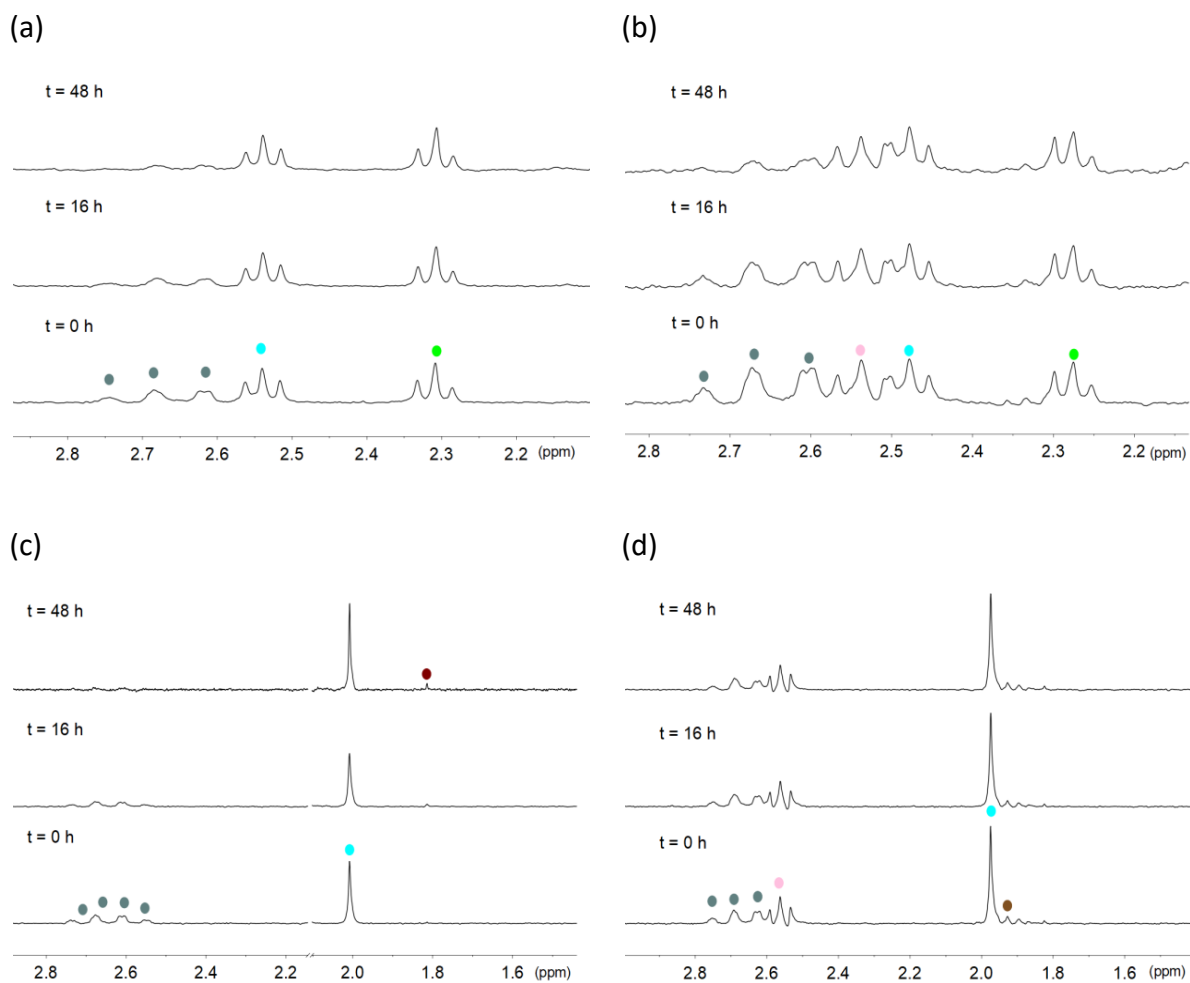 (a)
t = 48 h
t = 16 h
t = 0 h
2.8 2.7 2.6 2.5 2.4 2.3 2.2 (ppm)
(b)
t = 48 h
t = 16 h
t = 0 h
2.8 2.7 2.6 2.5 2.4 2.3 2.2 (ppm)
(c)
t = 48 h
t = 16 h
t = 0 h
2.8 2.6 2.4 2.2 2.0 1.8 1.6 (ppm)
(d)
t = 48 h
t = 16 h
t = 0 h
2.8 2.6 2.4 2.2 2.0 1.8 1.6 (ppm)